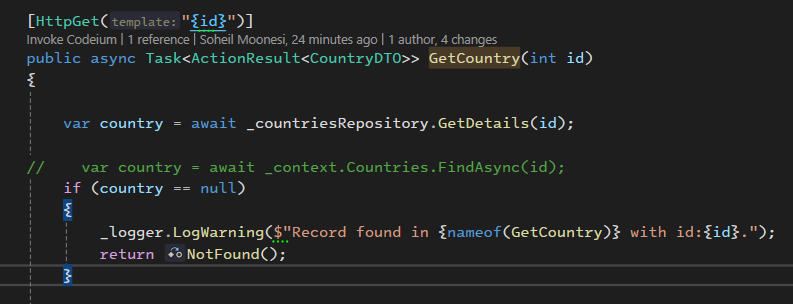 [HttpGet(template:"{id}")]
Invoke Codeium | 1 reference | Soheil Moonesi, 24 minutes ago | 1 author, 4 changes
public async Task<ActionResult<CountryDTO>> GetCountry(int id)
{
var country = await _countriesRepository.GetDetails(id);
// var country = await _context.Countries.FindAsync(id);
if (country == null)
{
_logger.LogWarning($"Record found in {nameof(GetCountry)} with id:{id}.");
return NotFound();
}